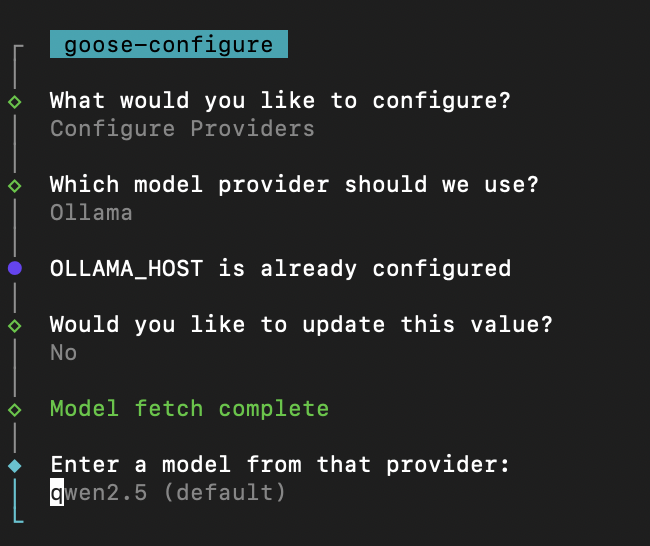 goose-configure
What would you like to configure?
Configure Providers
Which model provider should we use?
Ollama
OLLAMA_HOST is already configured
Would you like to update this value?
No
Model fetch complete
Enter a model from that provider:
qwen2.5 (default)